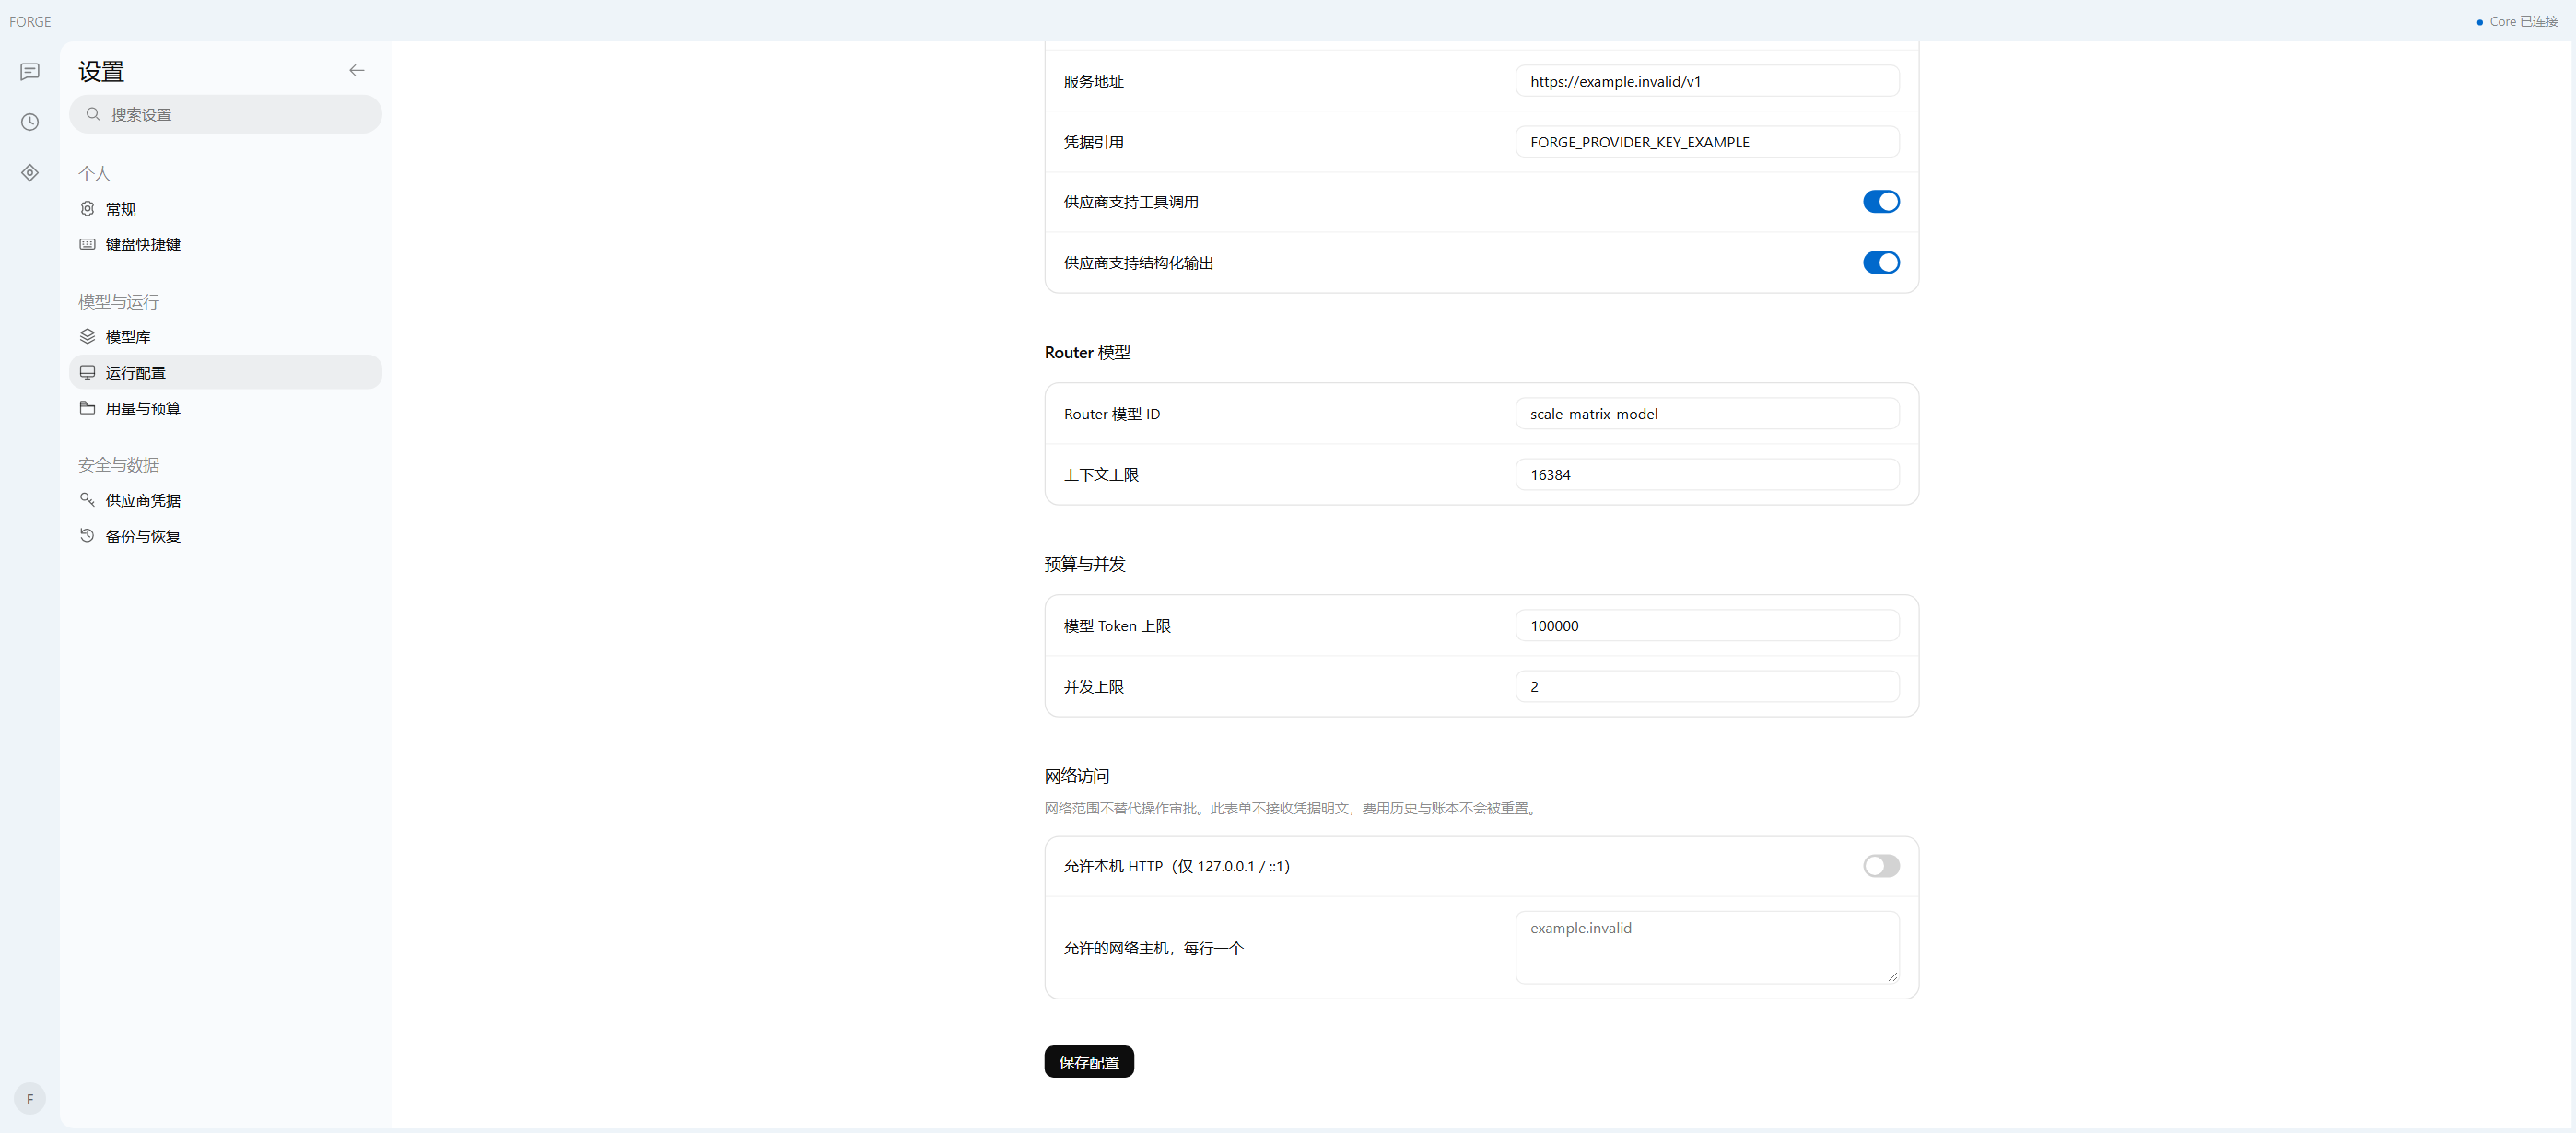 FORGE
Core 已连接
设置
搜索设置
个人
常规
键盘快捷键
模型与运行
模型库
运行配置
用量与预算
安全与数据
供应商凭据
备份与恢复
F
服务地址
https://example.invalid/v1
凭据引用
FORGE_PROVIDER_KEY_EXAMPLE
供应商支持工具调用
供应商支持结构化输出
Router 模型
Router 模型 ID
scale-matrix-model
上下文上限
16384
预算与并发
模型 Token 上限
100000
并发上限
2
网络访问
网络范围不替代操作审批。此表单不接收凭据明文，费用历史与账本不会被重置。
允许本机 HTTP（仅 127.0.0.1 / ::1）
允许的网络主机，每行一个
example.invalid
保存配置